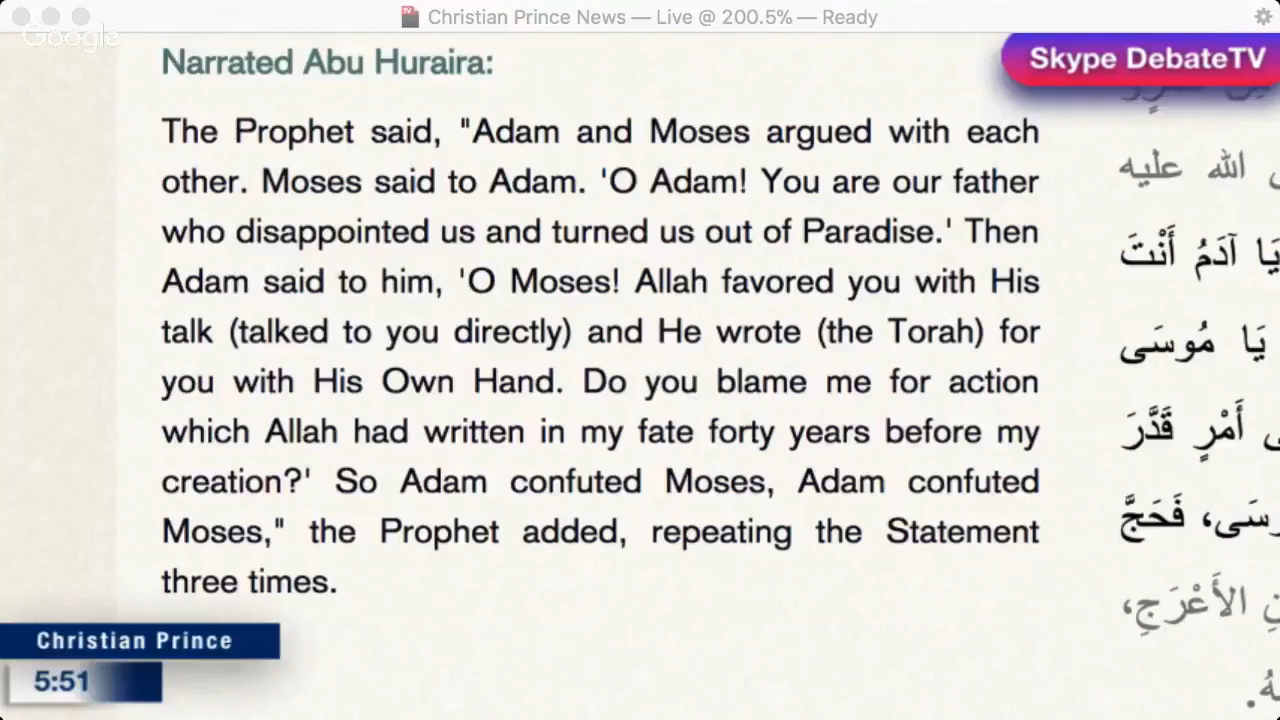 Christian Prince News — Live @ 200.5% — Ready
Google
Narrated Abu Huraira:
Skype DebateTV
The Prophet said, "Adam and Moses argued with each
other. Moses said to Adam. 'O Adam! You are our father
who disappointed us and turned us out of Paradise.' Then
Adam said to him, 'O Moses! Allah favored you with His
talk (talked to you directly) and He wrote (the Torah) for
you with His Own Hand. Do you blame me for action
which Allah had written in my fate forty years before my
creation?' So Adam confuted Moses, Adam confuted
Moses," the Prophet added, repeating the Statement
three times.
الله عليه
يَا آدَمُ أَنْتَ
يَا مُوسَى
أَمْرٍ قَدَّرَ
فَحَجَّ
الأَعْرَجِ،
Christian Prince
5:51